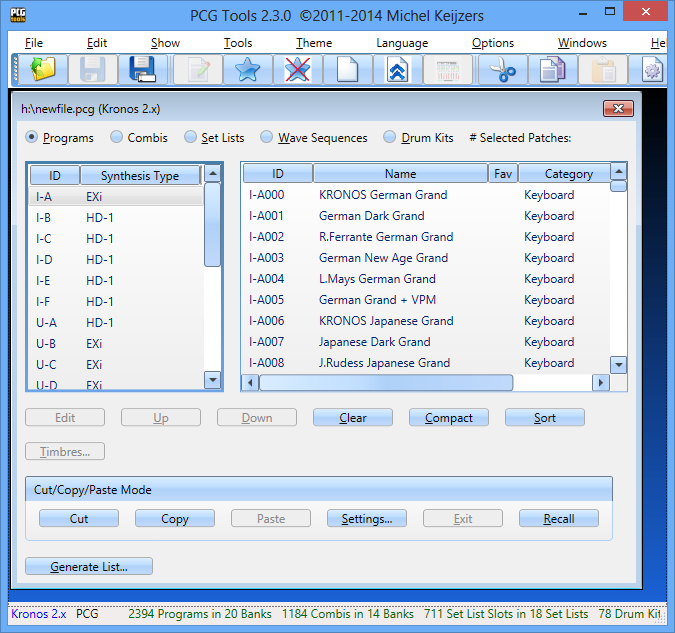 PCG Tools 2.3.0 ©2011-2014 Michel Keijzers
File Edit Show Tools Theme Language Options Windows Hel
h:\newfile.pcg (Kronos 2.x)
Programs Combis Set Lists Wave Sequences Drum Kits # Selected Patches:
ID Synthesis Type
I-A EXi
I-B HD-1
I-C HD-1
I-D HD-1
I-E HD-1
I-F HD-1
U-A HD-1
U-B EXi
U-C EXi
U-D EXi
ID Name Fav Category
I-A000 KRONOS German Grand Keyboard
I-A001 German Dark Grand Keyboard
I-A002 R.Ferrante German Grand Keyboard
I-A003 German New Age Grand Keyboard
I-A004 L.Mays German Grand Keyboard
I-A005 German Grand + VPM Keyboard
I-A006 KRONOS Japanese Grand Keyboard
I-A007 Japanese Dark Grand Keyboard
I-A008 J.Rudess Japanese Grand Keyboard
Edit Up Down Clear Compact Sort
Timbres...
Cut/Copy/Paste Mode
Cut Copy Paste Settings... Exit Recall
Generate List...
Kronos 2.x PCG 2394 Programs in 20 Banks 1184 Combis in 14 Banks 711 Set List Slots in 18 Set Lists 78 Drum Kit